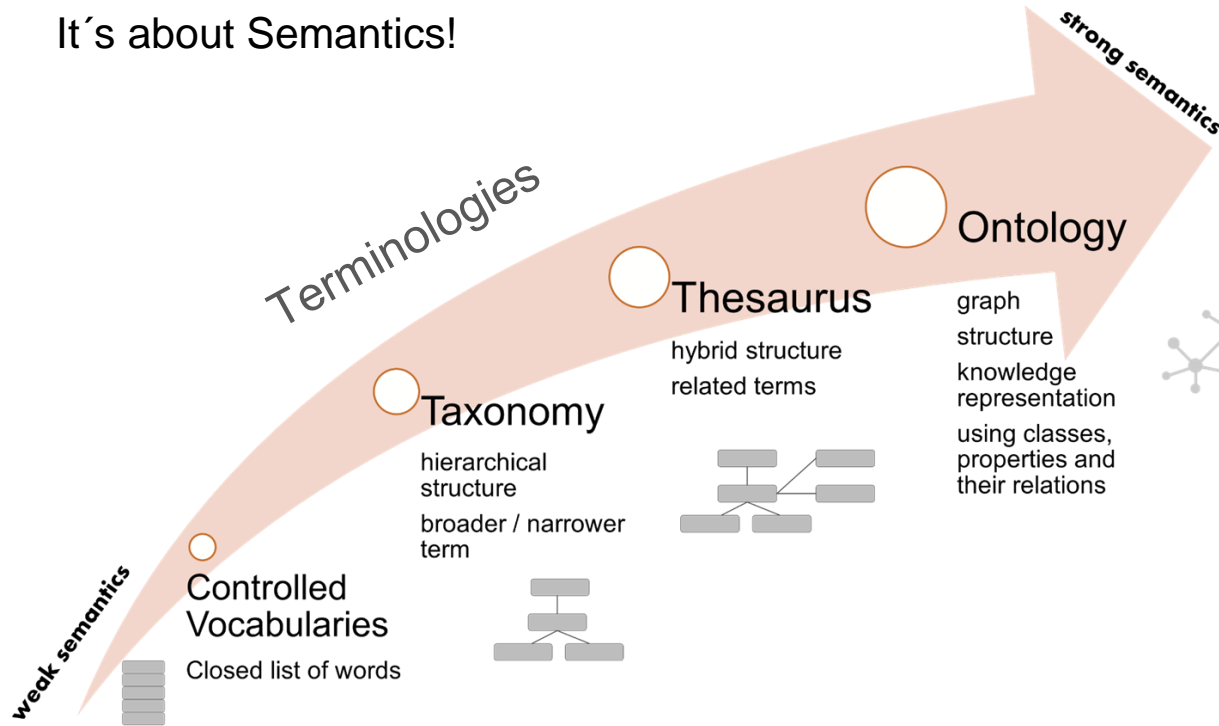 It´s about Semantics!
strong semantics
Terminologies
Ontology
graph
structure
knowledge
representation
using classes,
properties and
their relations
Thesaurus
hybrid structure
related terms
Taxonomy
hierarchical
structure
broader / narrower
term
Controlled
Vocabularies
Closed list of words
weak semantics